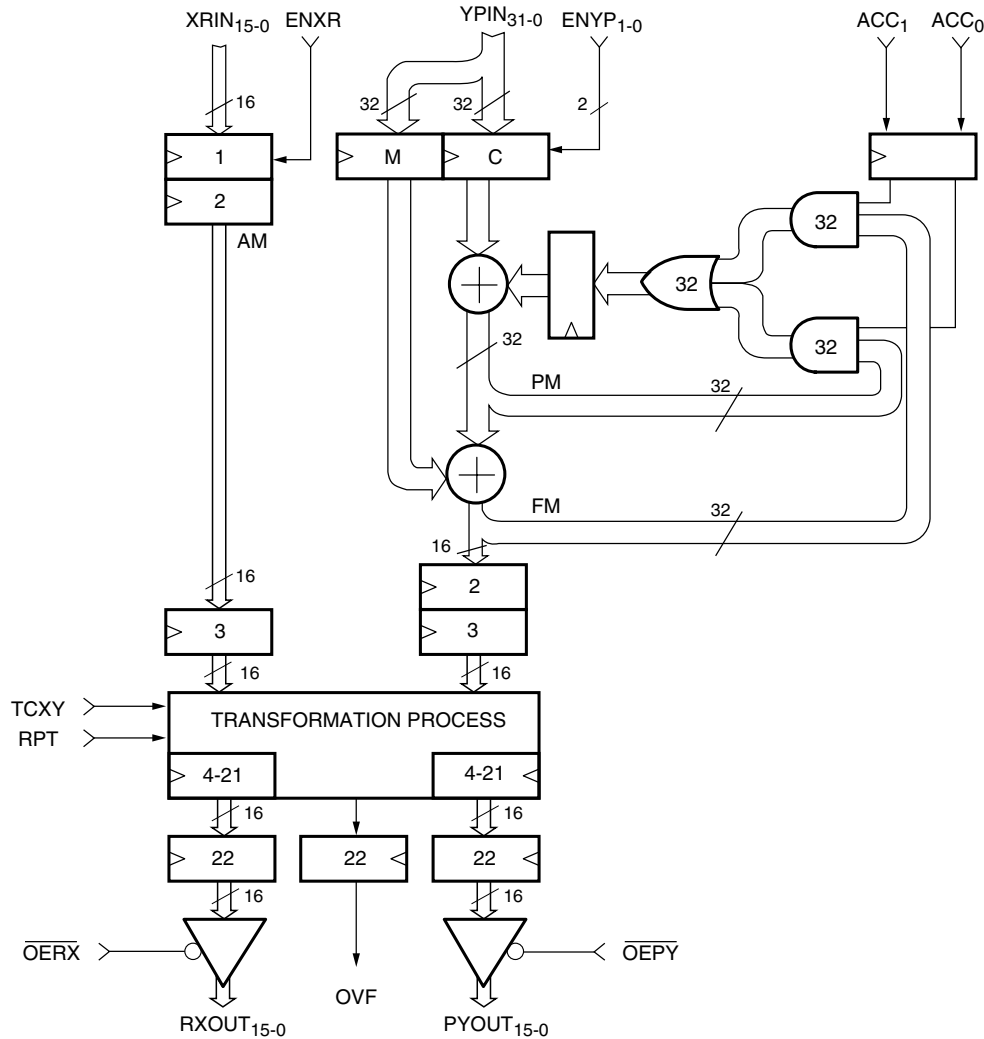 XRIN15-0 ENXR YPIN31-0 ENYP1-0 ACC1 ACC0
16 32 32 2
1 M C
2 32
AM
32
32
32
PM 32
FM 32
16
2
16
3 3
16 16
TCXY
TRANSFORMATION PROCESS
RPT
4-21 4-21
16 16
22 22 22
16 16
OERX OEPY
OVF
RXOUT15-0 PYOUT15-0